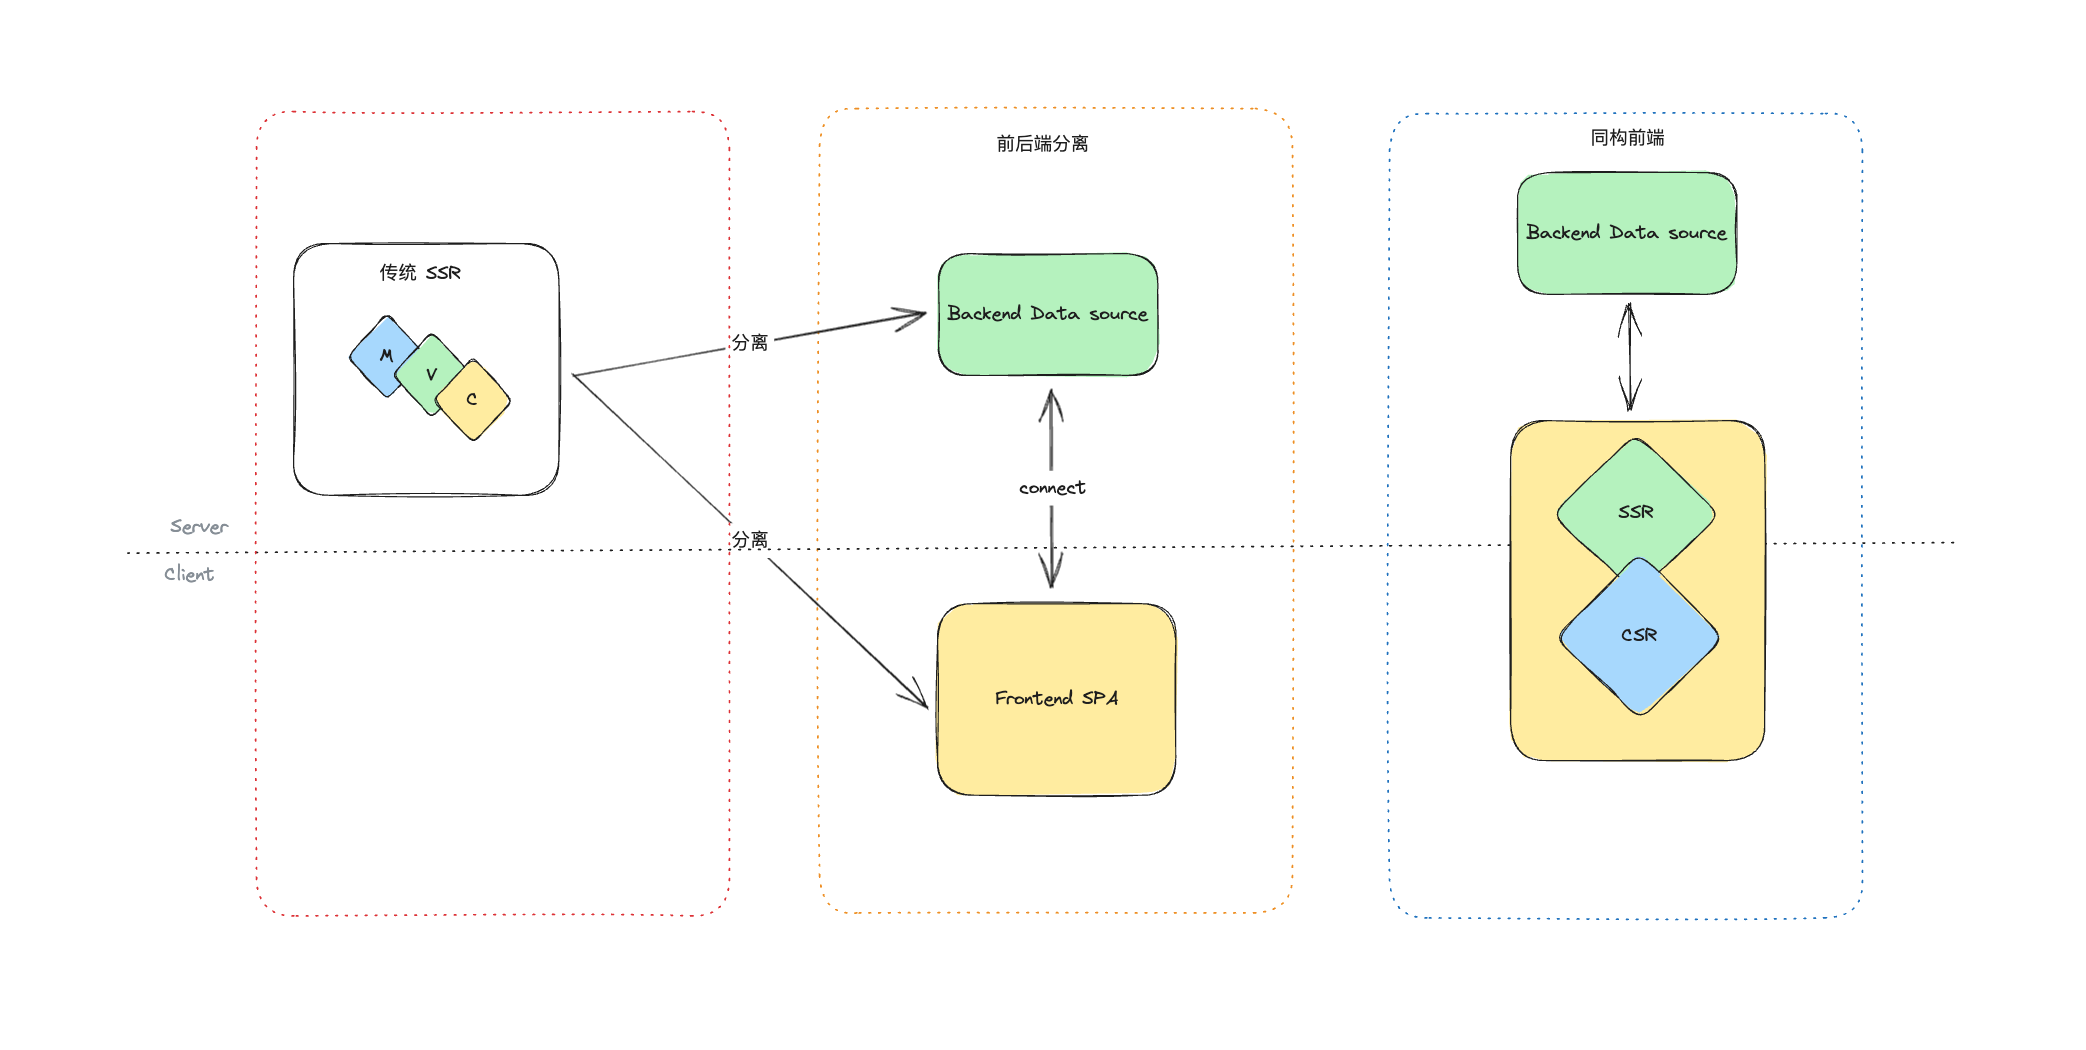 传统 SSR
M
V
C
Server
Client
分离
分离
前后端分离
Backend Data source
connect
Frontend SPA
同构前端
Backend Data source
SSR
CSR